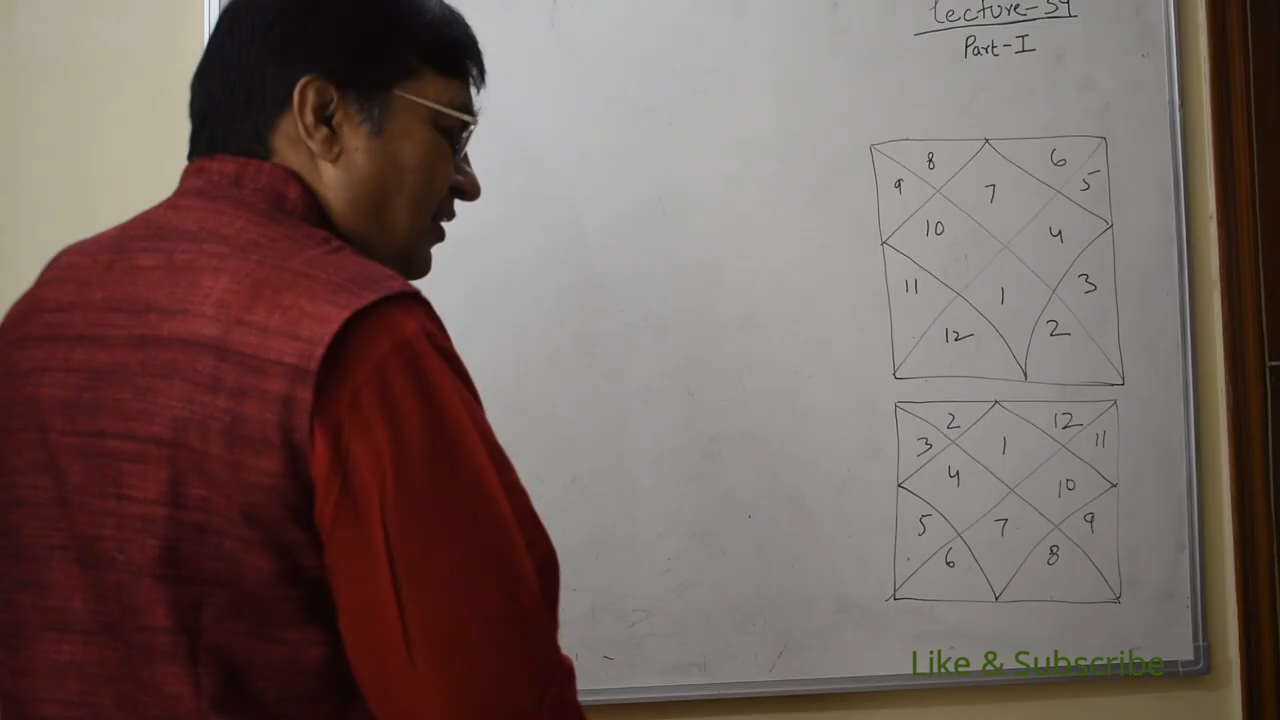 Lecture-34
Part-I
8 6
9 7 5
10 4
11 1 3
12 2
2 12
3 1 11
4 10
5 7 9
6 8
Like & Subscribe